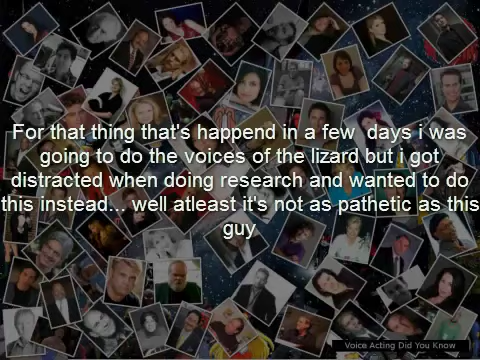 For that thing that's happend in a few  days i was
going to do the voices of the lizard but i got
distracted when doing research and wanted to do
this instead... well atleast it's not as pathetic as this
guy
Voice Acting Did You Know